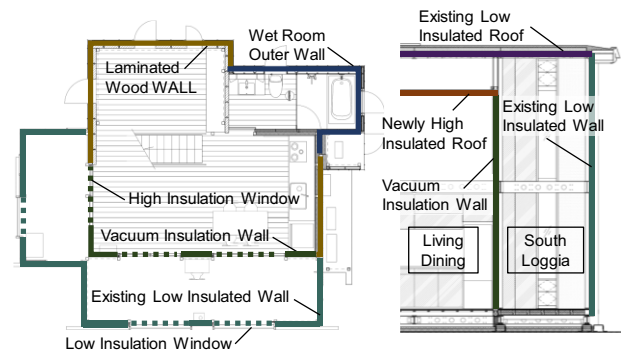 Laminated
Wood WALL
Wet Room
Outer Wall
High Insulation Window
Vacuum Insulation Wall
Existing Low Insulated Wall
Low Insulation Window
Existing Low
Insulated Roof
Existing Low
Insulated Wall
Newly High
Insulated Roof
Vacuum
Insulation Wall
Living
Dining
South
Loggia